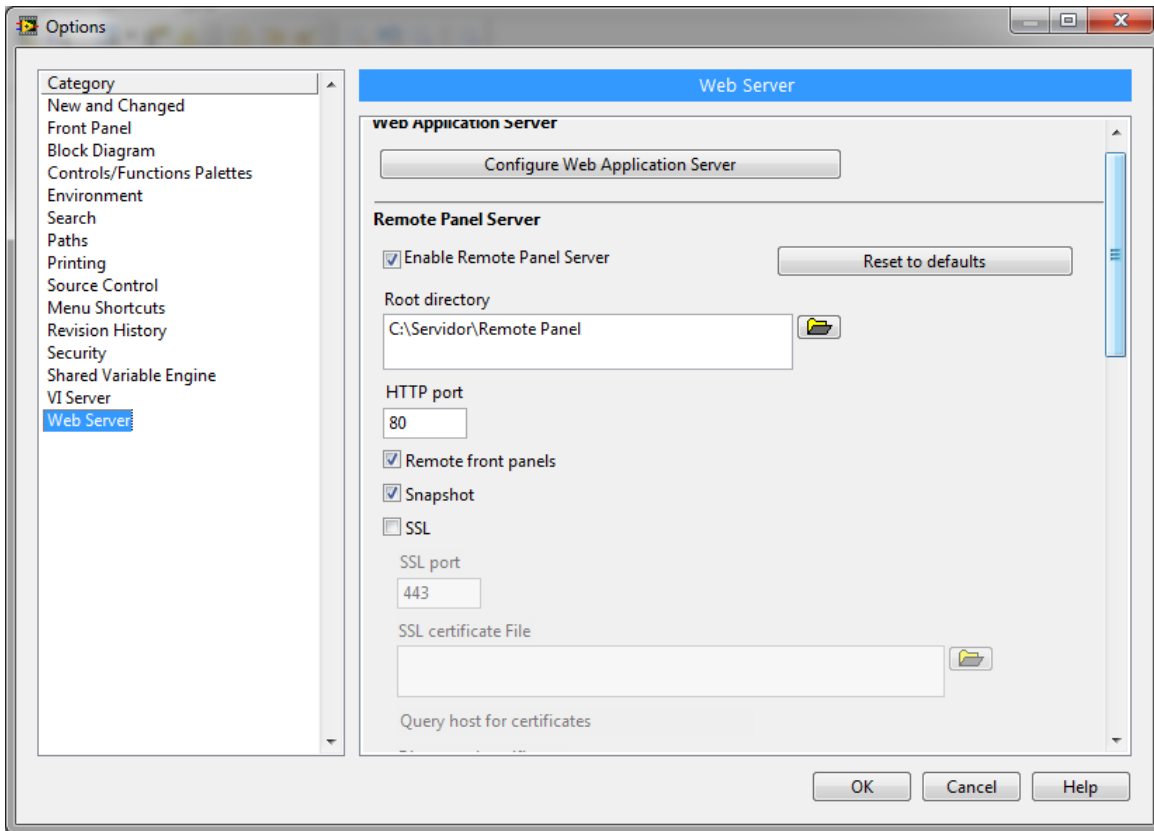 Options
Category
New and Changed
Front Panel
Block Diagram
Controls/Functions Palettes
Environment
Search
Paths
Printing
Source Control
Menu Shortcuts
Revision History
Security
Shared Variable Engine
VI Server
Web Server
Web Server
Web Application Server
Configure Web Application Server
Remote Panel Server
Enable Remote Panel Server
Reset to defaults
Root directory
C:\Servidor\Remote Panel
HTTP port
80
Remote front panels
Snapshot
SSL
SSL port
443
SSL certificate File
Query host for certificates
OK Cancel Help